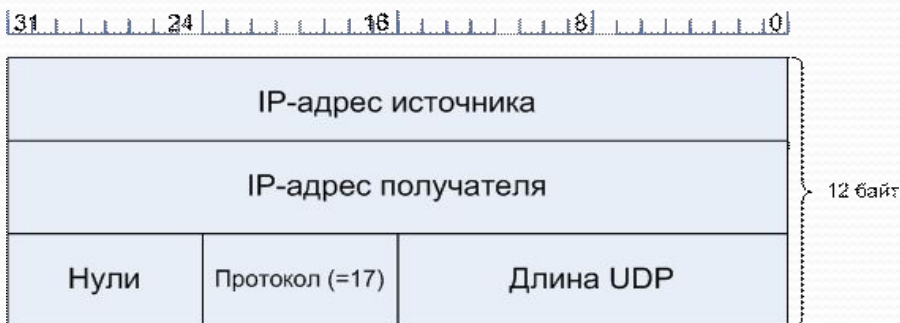 31 24 16 8 0
IP-адрес источника
IP-адрес получателя
12 байт
Нули Протокол (=17) Длина UDP